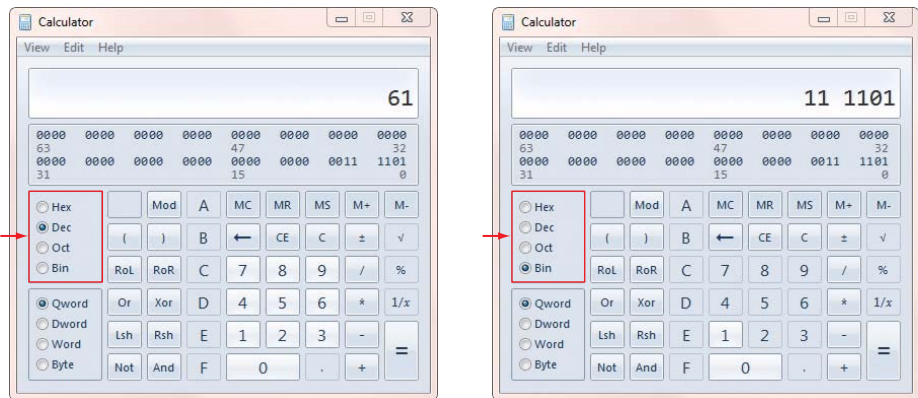 Calculator
View Edit Help
61
0000 0000 0000 0000 0000 0000 0000 0000
63 47 32
0000 0000 0000 0000 0000 0000 0011 1101
31 15 0
Hex
Dec
Oct
Bin
Qword
Dword
Word
Byte
Mod A MC MR MS M+ M-
( ) B ← CE C ± √
RoL RoR C 7 8 9 / %
Or Xor D 4 5 6 * 1/x
Lsh Rsh E 1 2 3 - =
Not And F 0 . +
Calculator
View Edit Help
11 1101
0000 0000 0000 0000 0000 0000 0000 0000
63 47 32
0000 0000 0000 0000 0000 0000 0011 1101
31 15 0
Hex
Dec
Oct
Bin
Qword
Dword
Word
Byte
Mod A MC MR MS M+ M-
( ) B ← CE C ± √
RoL RoR C 7 8 9 / %
Or Xor D 4 5 6 * 1/x
Lsh Rsh E 1 2 3 - =
Not And F 0 . +